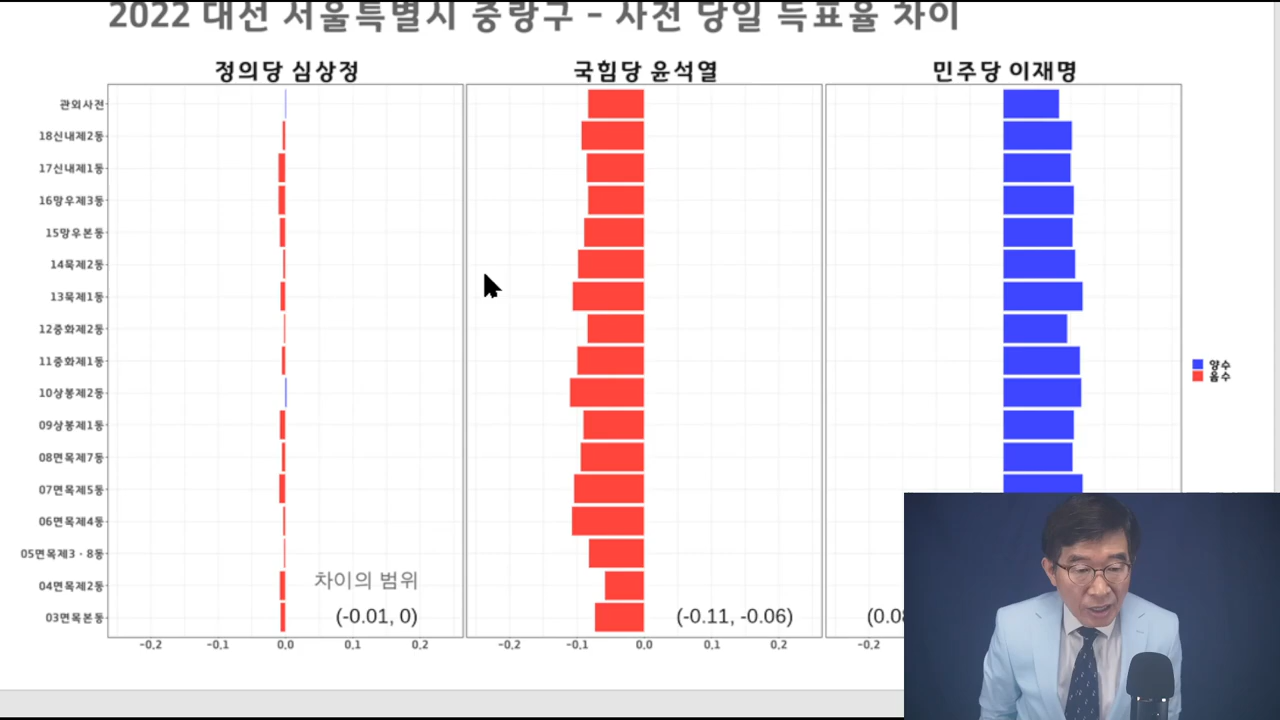 2022 대선 서울특별시 중랑구 - 사전 당일 득표율 차이
정의당 심상정
국힘당 윤석열
민주당 이재명
관외사전
18신내제2동
17신내제1동
16망우제3동
15망우본동
14묵제2동
13묵제1동
12중화제2동
11중화제1동
10상봉제2동
09상봉제1동
08면목제7동
07면목제5동
06면목제4동
05면목제3·8동
04면목제2동
03면목본동
차이의 범위
(-0.01, 0)
(-0.11, -0.06)
(0.08
-0.2 -0.1 0.0 0.1 0.2
-0.2 -0.1 0.0 0.1 0.2
-0.2
양수
음수